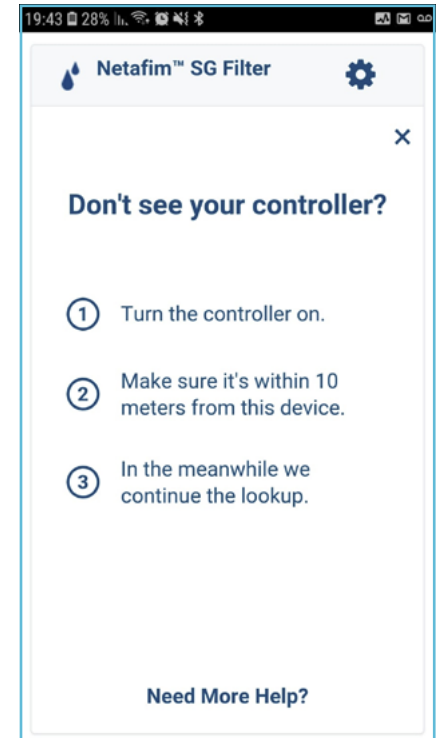 19:43 28%
Netafim™ SG Filter
×
Don't see your controller?
1 Turn the controller on.
2 Make sure it's within 10
meters from this device.
3 In the meanwhile we
continue the lookup.
Need More Help?